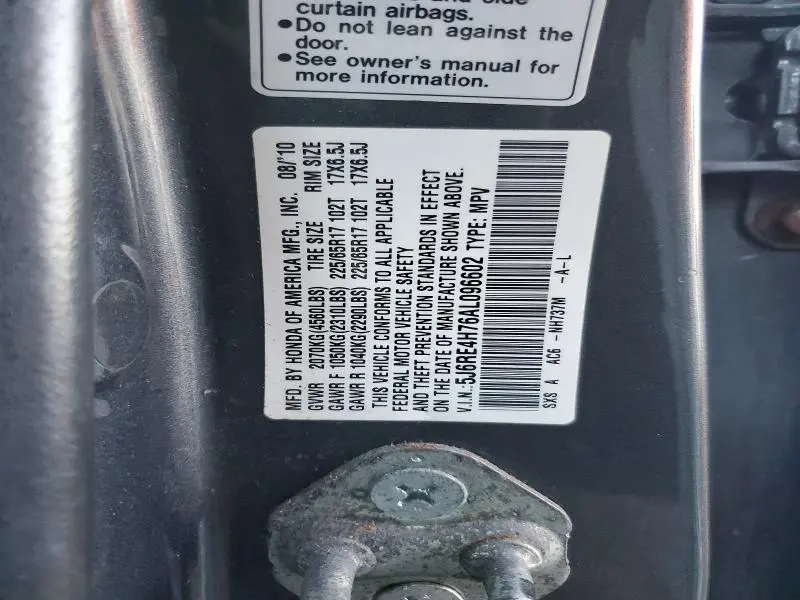 and side
curtain airbags.
●Do not lean against the
door.
●See owner's manual for
more information.
MFD. BY HONDA OF AMERICA MFG., INC. 08/'10
GVWR 2070KG(4560LBS) TIRE SIZE RIM SIZE
GAWR F 1050KG(2310LBS) 225/65R17 102T 17X6.5J
GAWR R 1040KG(2290LBS) 225/65R17 102T 17X6.5J
THIS VEHICLE CONFORMS TO ALL APPLICABLE
FEDERAL MOTOR VEHICLE SAFETY
AND THEFT PREVENTION STANDARDS IN EFFECT
ON THE DATE OF MANUFACTURE SHOWN ABOVE.
V.I.N.:5J6RE4H76AL096602 TYPE: MPV
SXS A AC6 -NH737M -A-L